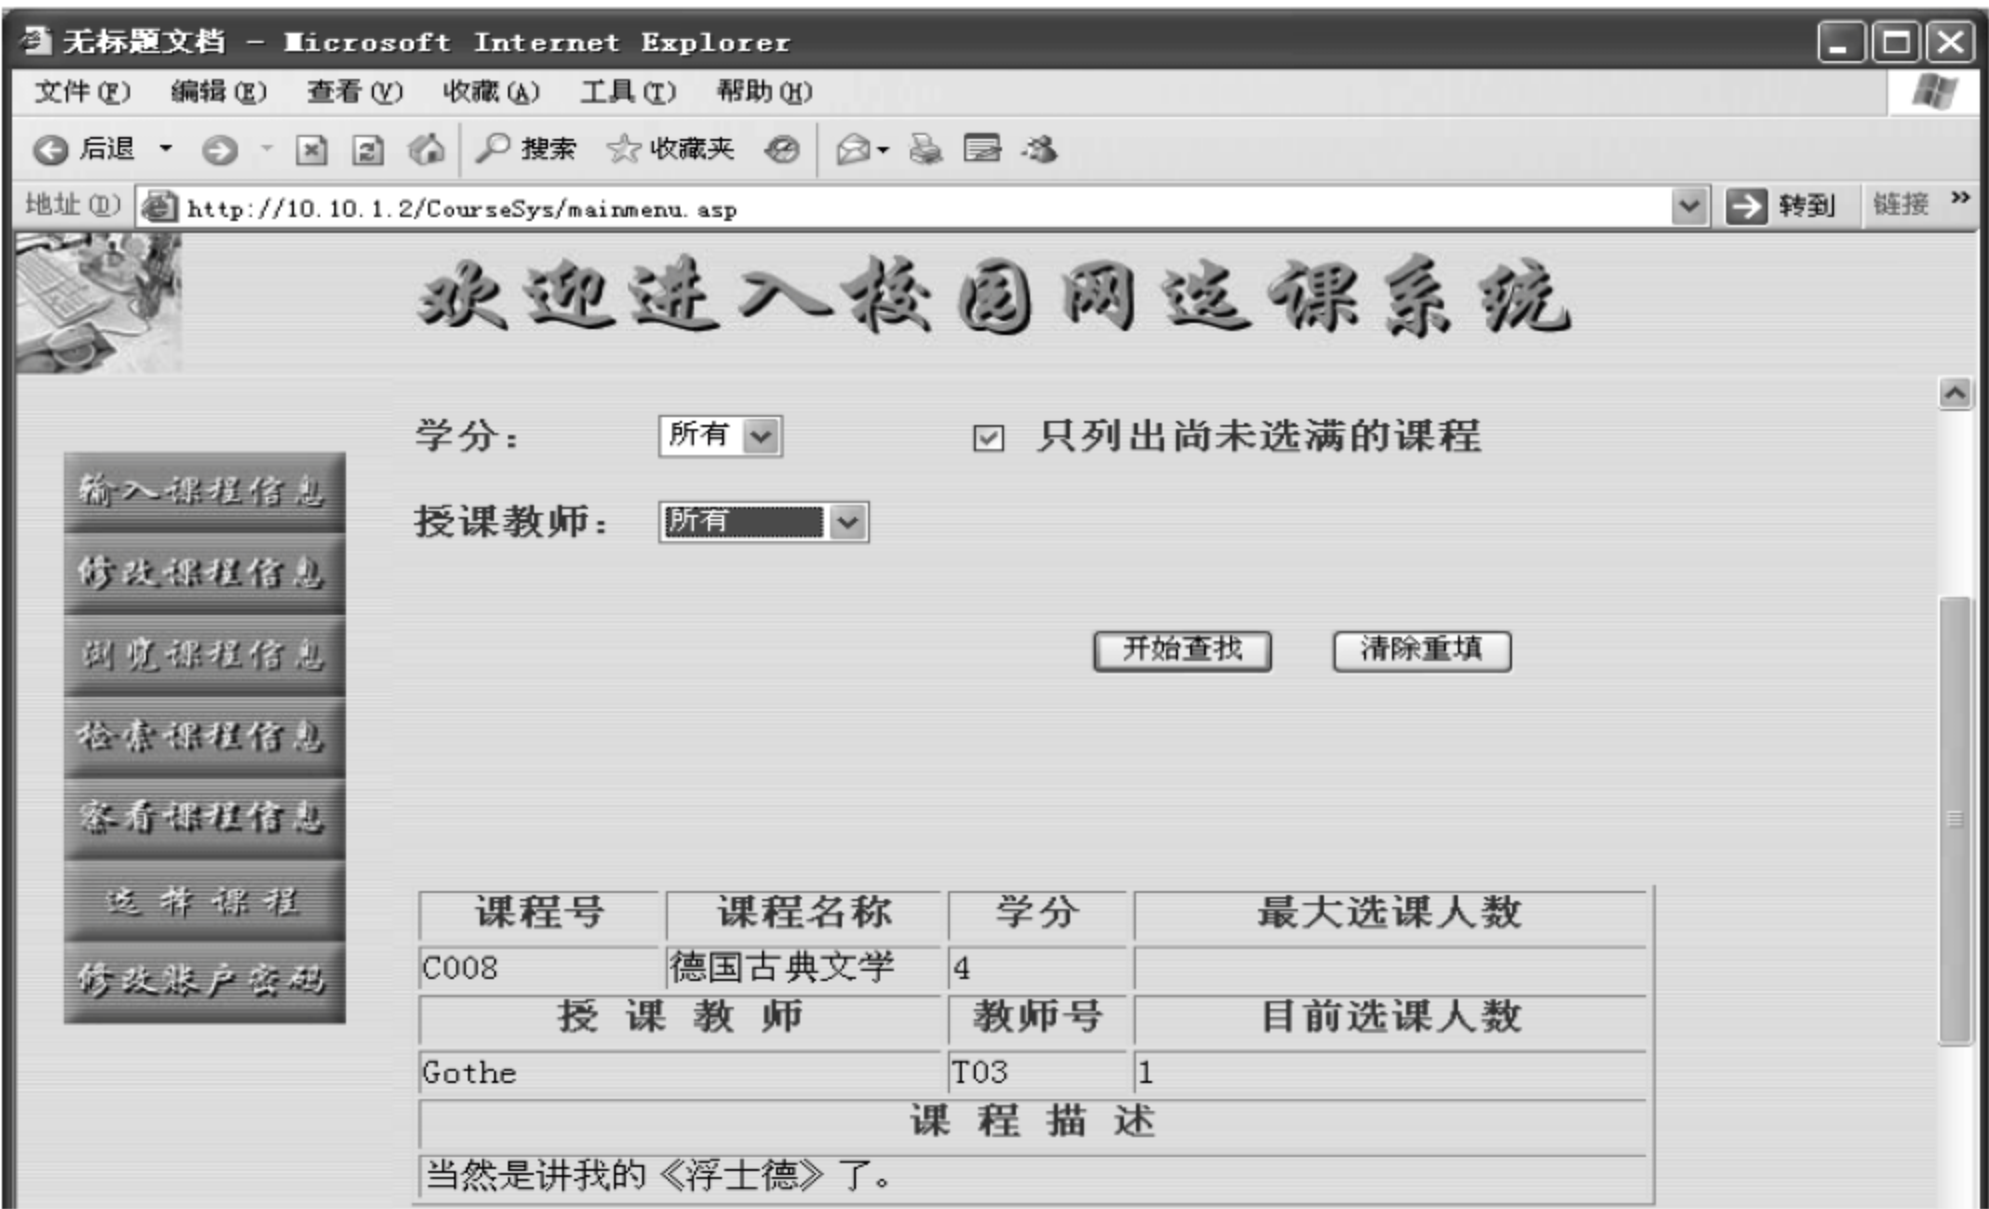 无标题文档 - Microsoft Internet Explorer
文件(F) 编辑(E) 查看(V) 收藏(A) 工具(T) 帮助(H)
后退 搜索 收藏夹
地址(D) http://10.10.1.2/CourseSys/mainmenu.asp 转到 链接 »
欢迎进入校园网选课系统
学分： 所有 只列出尚未选满的课程
授课教师： 所有
开始查找 清除重填
输入课程信息
修改课程信息
浏览课程信息
检索课程信息
察看课程信息
选择课程
修改账户密码
课程号 课程名称 学分 最大选课人数
C008 德国古典文学 4
授 课 教 师 教师号 目前选课人数
Gothe T03 1
课 程 描 述
当然是讲我的《浮士德》了。